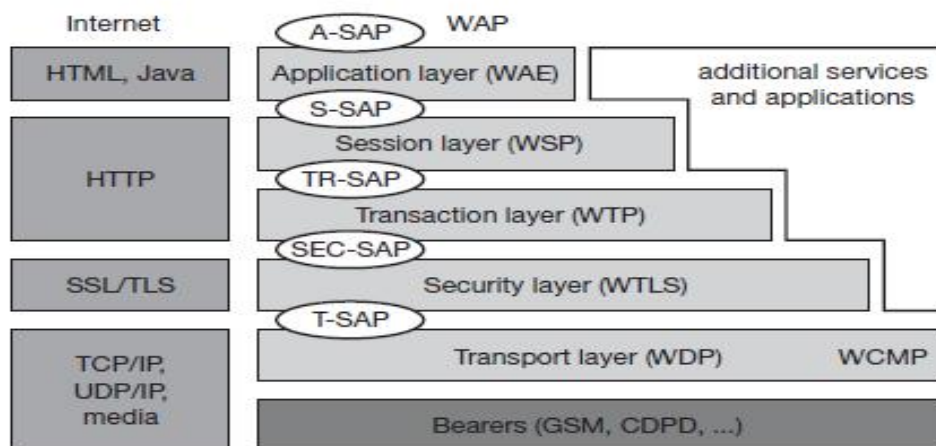 Internet
WAP
A-SAP
HTML, Java
Application layer (WAE)
additional services
and applications
S-SAP
HTTP
Session layer (WSP)
TR-SAP
Transaction layer (WTP)
SEC-SAP
SSL/TLS
Security layer (WTLS)
T-SAP
TCP/IP,
UDP/IP,
media
Transport layer (WDP)
WCMP
Bearers (GSM, CDPD, ...)